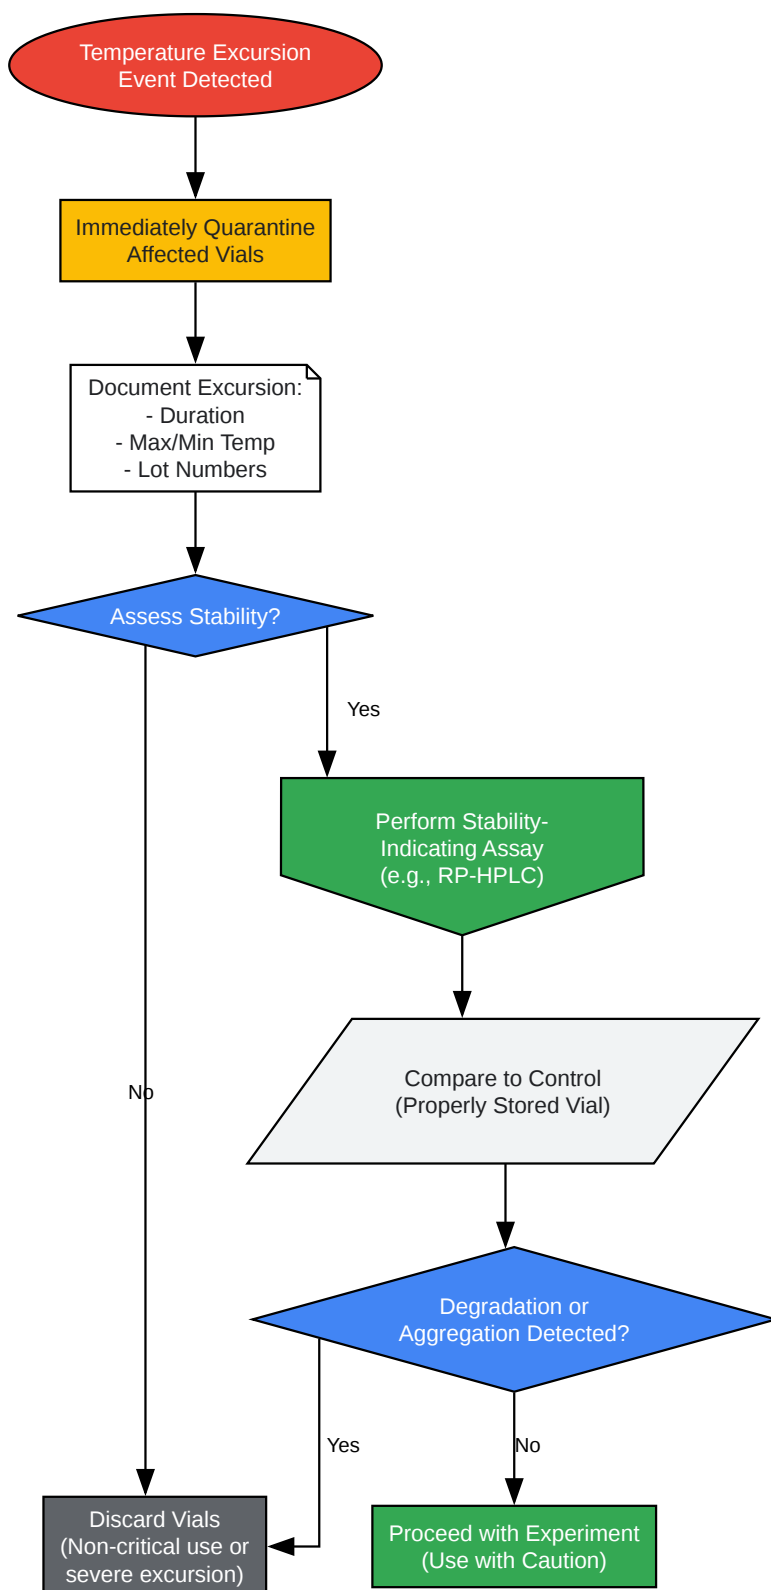 Temperature Excursion
Event Detected
Immediately Quarantine
Affected Vials
Document Excursion:
- Duration
- Max/Min Temp
- Lot Numbers
Assess Stability?
Yes
Perform Stability-
Indicating Assay
(e.g., RP-HPLC)
Compare to Control
(Properly Stored Vial)
No
Degradation or
Aggregation Detected?
Yes
No
Discard Vials
(Non-critical use or
severe excursion)
Proceed with Experiment
(Use with Caution)